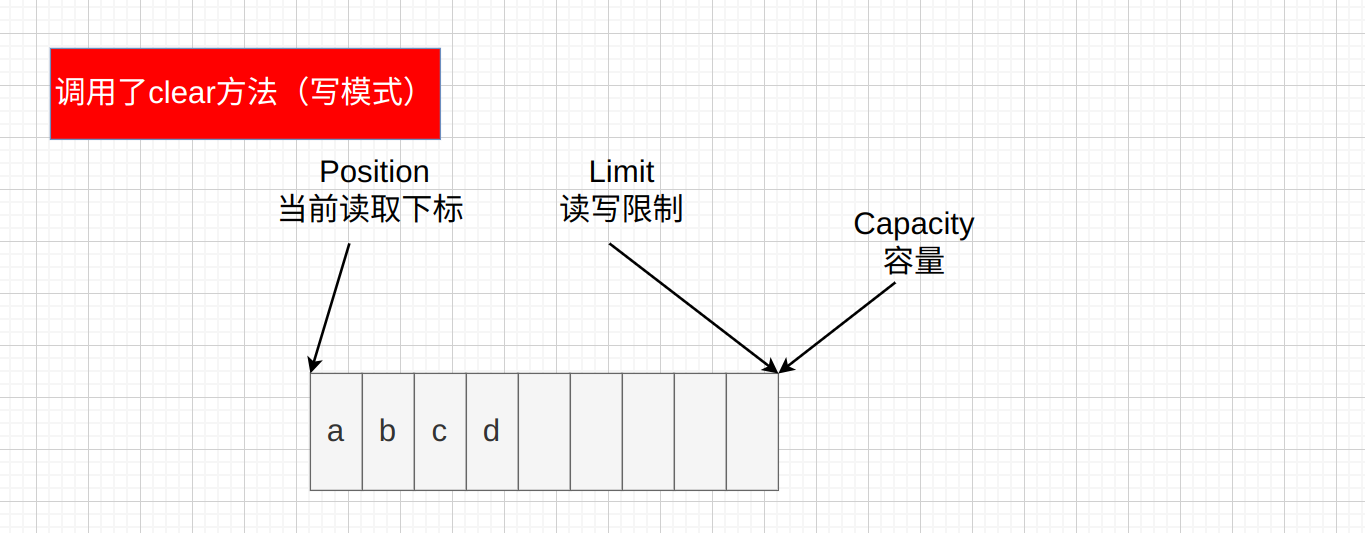 调用了clear方法（写模式）
Position
当前读取下标
Limit
读写限制
Capacity
容量
a b c d